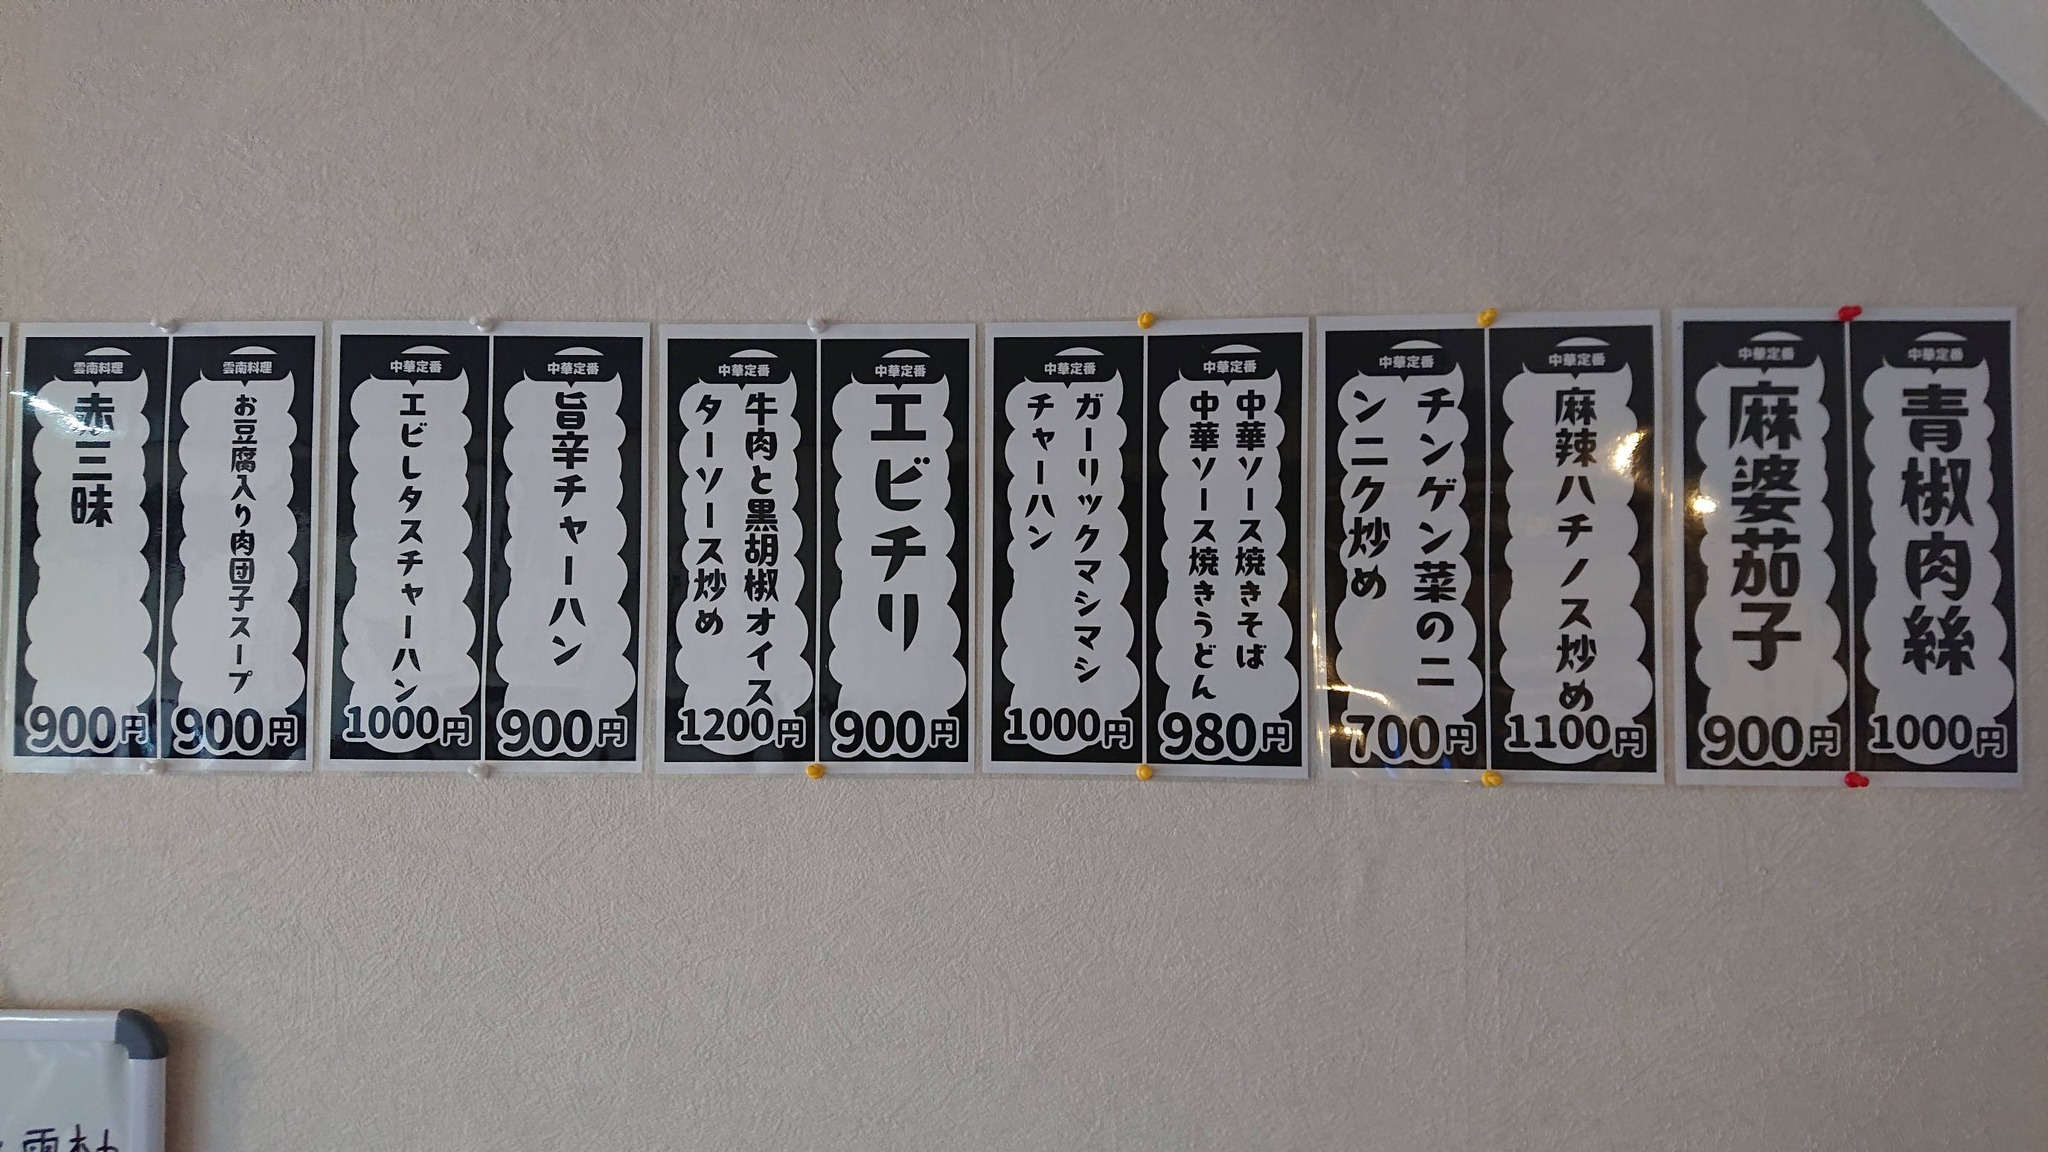 中華定番
青椒肉絲
1000円
中華定番
麻婆茄子
900円
中華定番
麻辣ハチノス炒め
1100円
中華定番
チンゲン菜のニ
ンニク炒め
700円
中華定番
中華ソース焼きそば
中華ソース焼きうどん
980円
中華定番
ガーリックマシマシ
チャーハン
1000円
中華定番
エビチリ
900円
中華定番
牛肉と黒胡椒オイス
ターソース炒め
1200円
中華定番
旨辛チャーハン
900円
中華定番
エビレタスチャーハン
1000円
雲南料理
お豆腐入り肉団子スープ
900円
雲南料理
赤三昧
900円